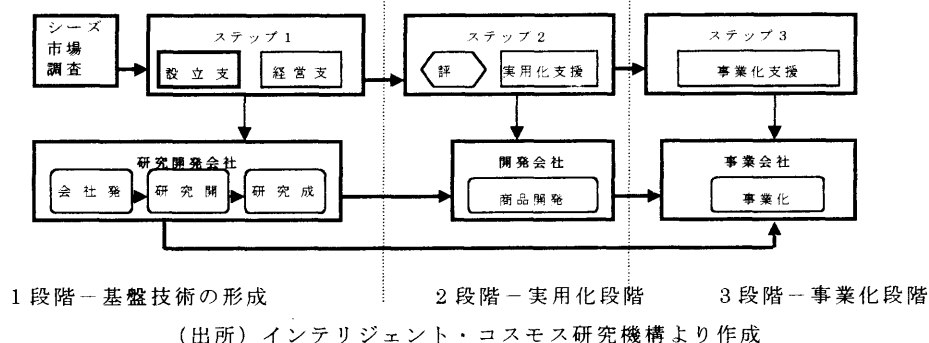 シーズ
市場
調査
ステップ1
設立支
経営支
ステップ2
評
実用化支援
ステップ3
事業化支援
研究開発会社
会社発
研究開
研究成
開発会社
商品開発
事業会社
事業化
1段階－基盤技術の形成
2段階－実用化段階
3段階－事業化段階
(出所)インテリジェント・コスモス研究機構より作成